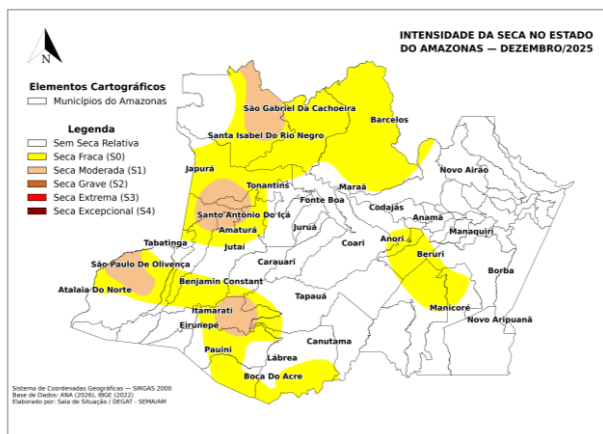 INTENSIDADE DA SECA NO ESTADO
DO AMAZONAS — DEZEMBRO/2025
N
Elementos Cartográficos
Municípios do Amazonas
Legenda
Sem Seca Relativa
Seca Fraca (S0)
Seca Moderada (S1)
Seca Grave (S2)
Seca Extrema (S3)
Seca Excepcional (S4)
São Gabriel Da Cachoeira
Barcelos
Santa Isabel Do Rio Negro
Japurá
Novo Airão
Tonantins
Maraã
Fonte Boa
Codajás
Santo Antônio Do Içá
Anamã
Amaturá
Juruá
Manaquiri
Tabatinga
Jutaí
Coari
Anori
Beruri
São Paulo De Olivença
Carauari
Borba
Atalaia Do Norte
Benjamin Constant
Tapauá
Itamarati
Manicoré
Eirunepé
Novo Aripuanã
Canutama
Pauini
Lábrea
Boca Do Acre
Sistema de Coordenadas Geográficas — SIRGAS 2000
Base de Dados: ANA (2026), IBGE (2022)
Elaborado por: Sala de Situação / DEGAT - SEMA/AM